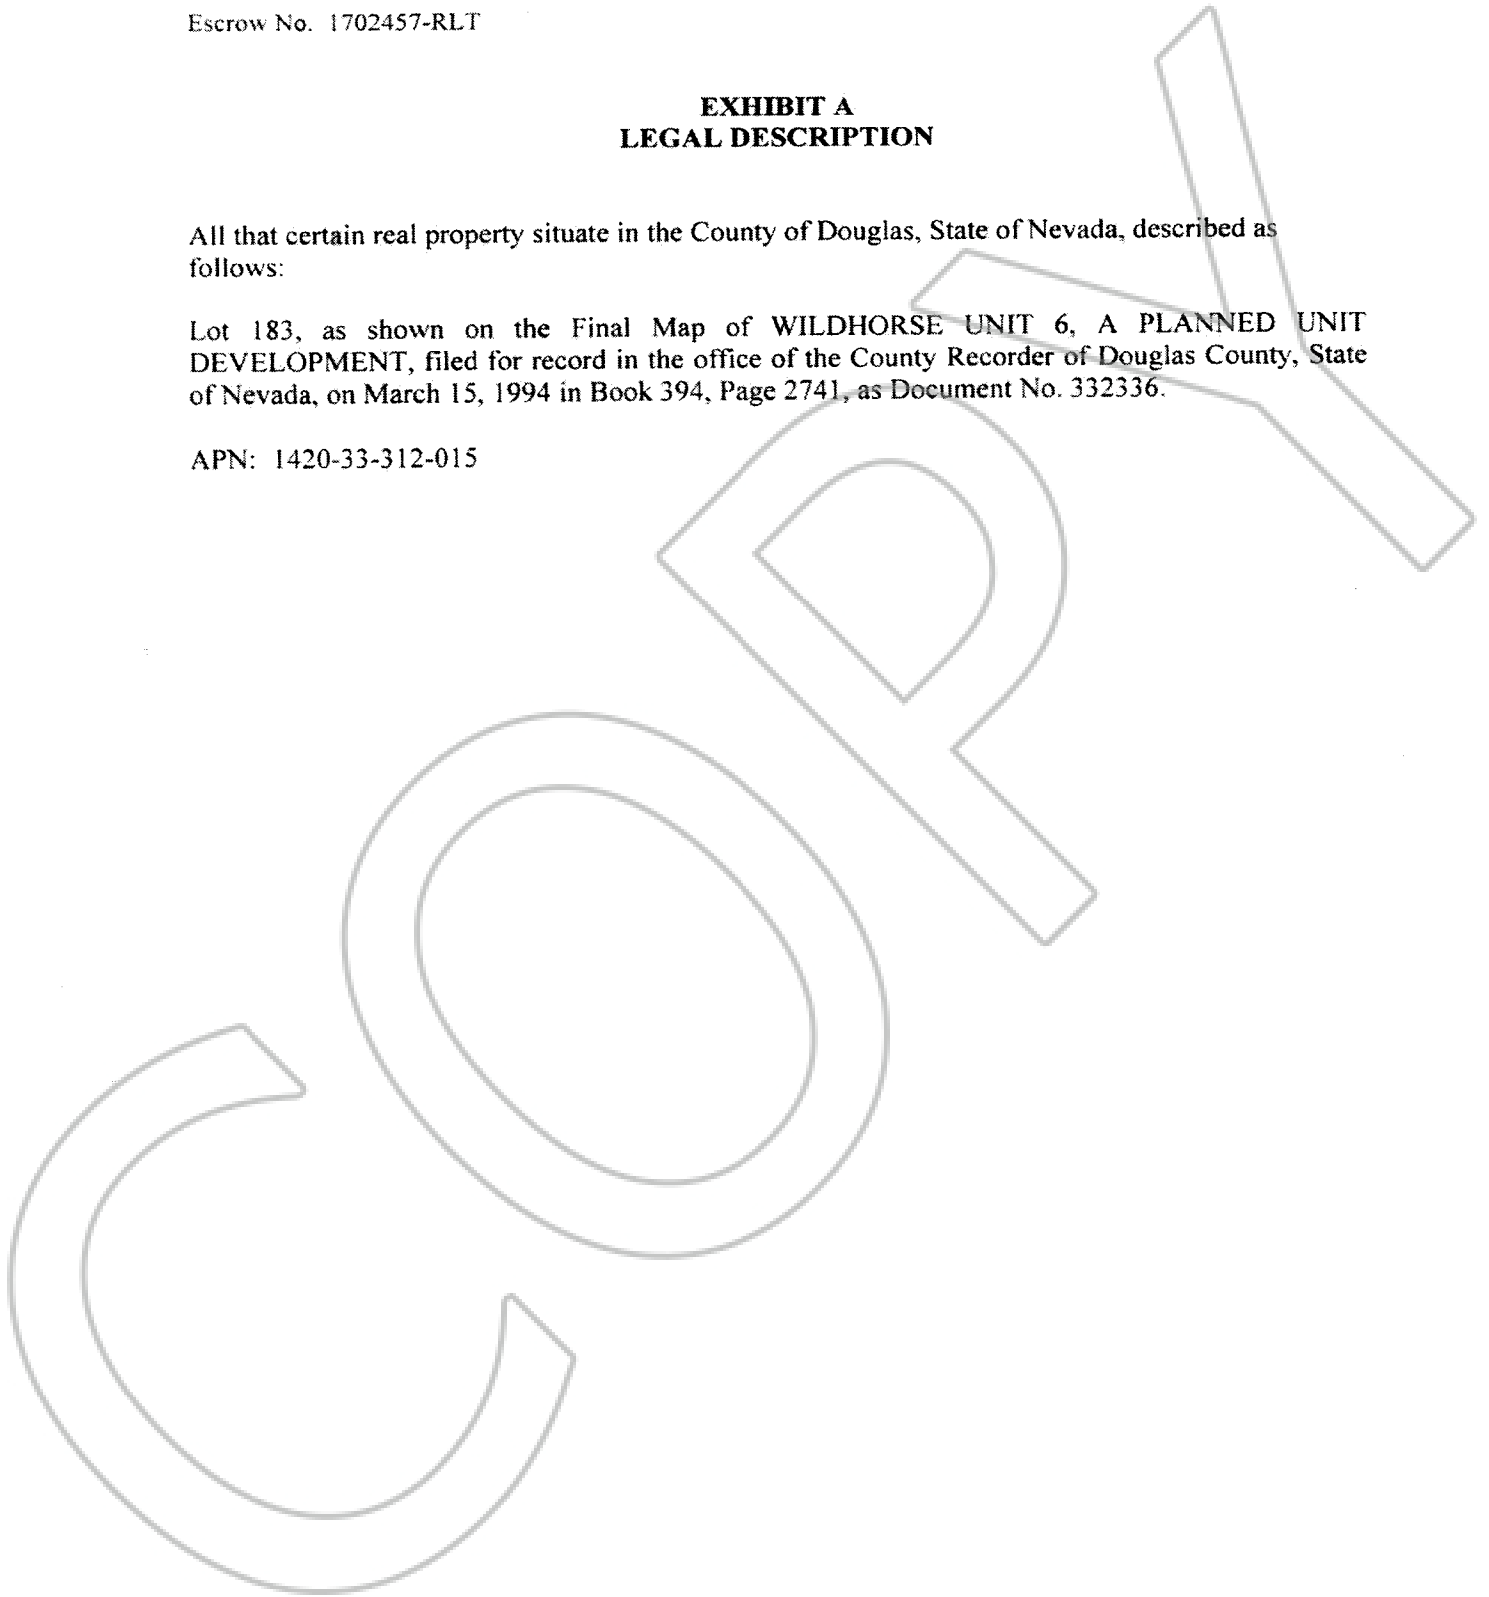 Escrow No. 1702457-RLT
EXHIBIT A
LEGAL DESCRIPTION
All that certain real property situate in the County of Douglas, State of Nevada, described as
follows:
Lot 183, as shown on the Final Map of WILDHORSE UNIT 6, A PLANNED UNIT
DEVELOPMENT, filed for record in the office of the County Recorder of Douglas County, State
of Nevada, on March 15, 1994 in Book 394, Page 2741, as Document No. 332336.
APN: 1420-33-312-015
COPY